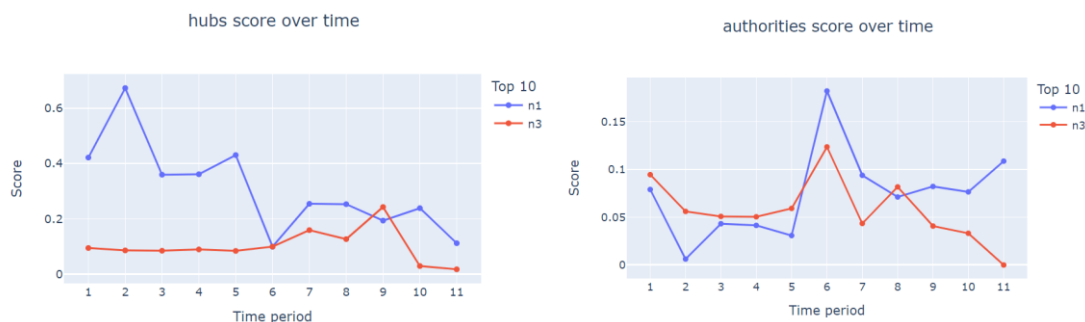 hubs score over time
Score
0.6
0.4
0.2
0
1 2 3 4 5 6 7 8 9 10 11
Time period
Top 10
n1
n3
authorities score over time
Score
0.15
0.1
0.05
0
1 2 3 4 5 6 7 8 9 10 11
Time period
Top 10
n1
n3